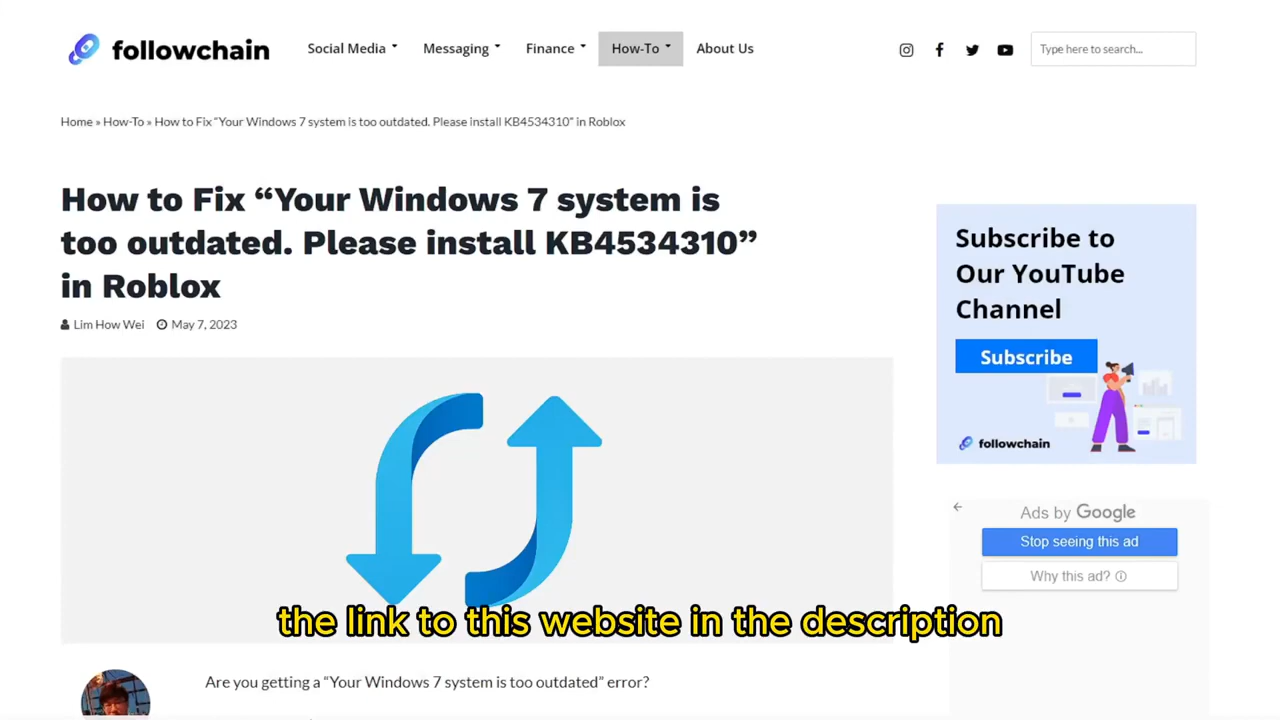 followchain
Social Media
Messaging
Finance
How-To
About Us
Type here to search...
Home » How-To » How to Fix “Your Windows 7 system is too outdated. Please install KB4534310” in Roblox
How to Fix “Your Windows 7 system is
too outdated. Please install KB4534310”
in Roblox
Lim How Wei
May 7, 2023
Subscribe to
Our YouTube
Channel
Subscribe
followchain
Ads by Google
Stop seeing this ad
Why this ad?
the link to this website in the description
Are you getting a “Your Windows 7 system is too outdated” error?